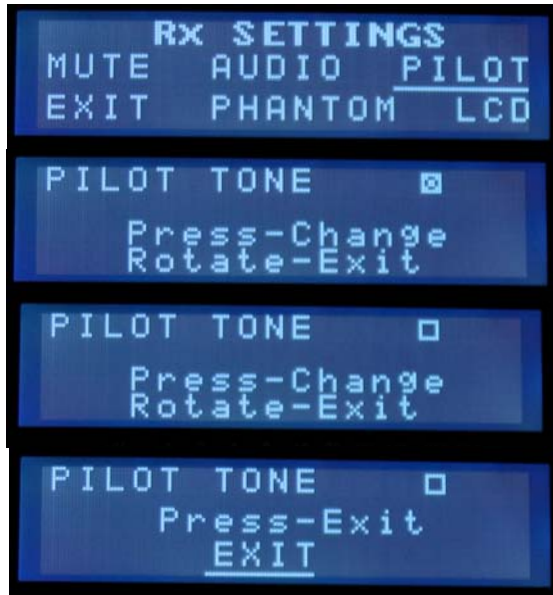 RX SETTINGS
MUTE AUDIO PILOT
EXIT PHANTOM LCD
PILOT TONE
Press-Change
Rotate-Exit
PILOT TONE
Press-Change
Rotate-Exit
PILOT TONE
Press-Exit
EXIT